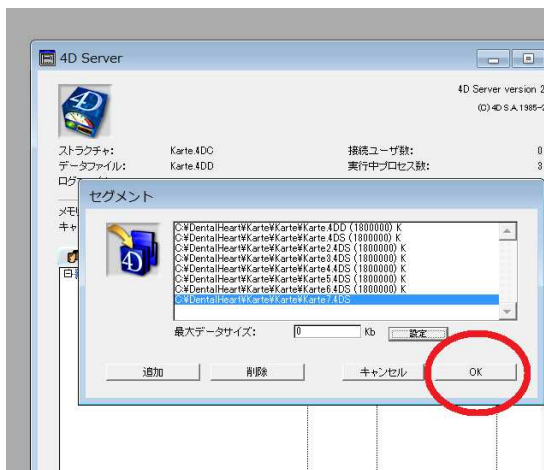 4D Server
4D Server version 2
(C) 4D S.A. 1985-2
ストラクチャ: Karte.4DC 接続ユーザ数: 0
データファイル: Karte.4DD 実行中プロセス数: 3
セグメント
C:¥DentalHeart¥Karte¥Karte¥Karte.4DD (1800000) K
C:¥DentalHeart¥Karte¥Karte¥Karte.4DS (1800000) K
C:¥DentalHeart¥Karte¥Karte¥Karte2.4DS (1800000) K
C:¥DentalHeart¥Karte¥Karte¥Karte3.4DS (1800000) K
C:¥DentalHeart¥Karte¥Karte¥Karte4.4DS (1800000) K
C:¥DentalHeart¥Karte¥Karte¥Karte5.4DS (1800000) K
C:¥DentalHeart¥Karte¥Karte¥Karte6.4DS (1800000) K
C:¥DentalHeart¥Karte¥Karte¥Karte7.4DS
最大データサイズ: 0 Kb 設定
追加 削除 キャンセル OK